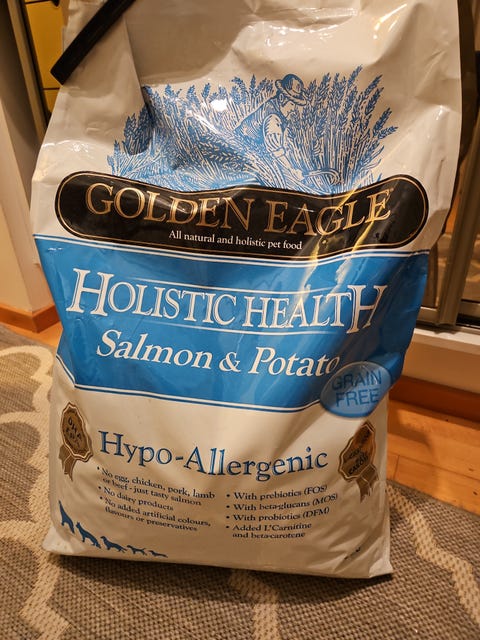 GOLDEN EAGLE
All natural and holistic pet food
HOLISTIC HEALTH
Salmon & Potato
GRAIN
FREE
Hypo-Allergenic
• No egg, chicken, pork, lamb
or beef - just tasty salmon
• No dairy products
• No added artificial colours,
flavours or preservatives
• With prebiotics (FOS)
• With beta-glucans (MOS)
• With probiotics (DFM)
• Added L'Carnitine
and beta-carotene